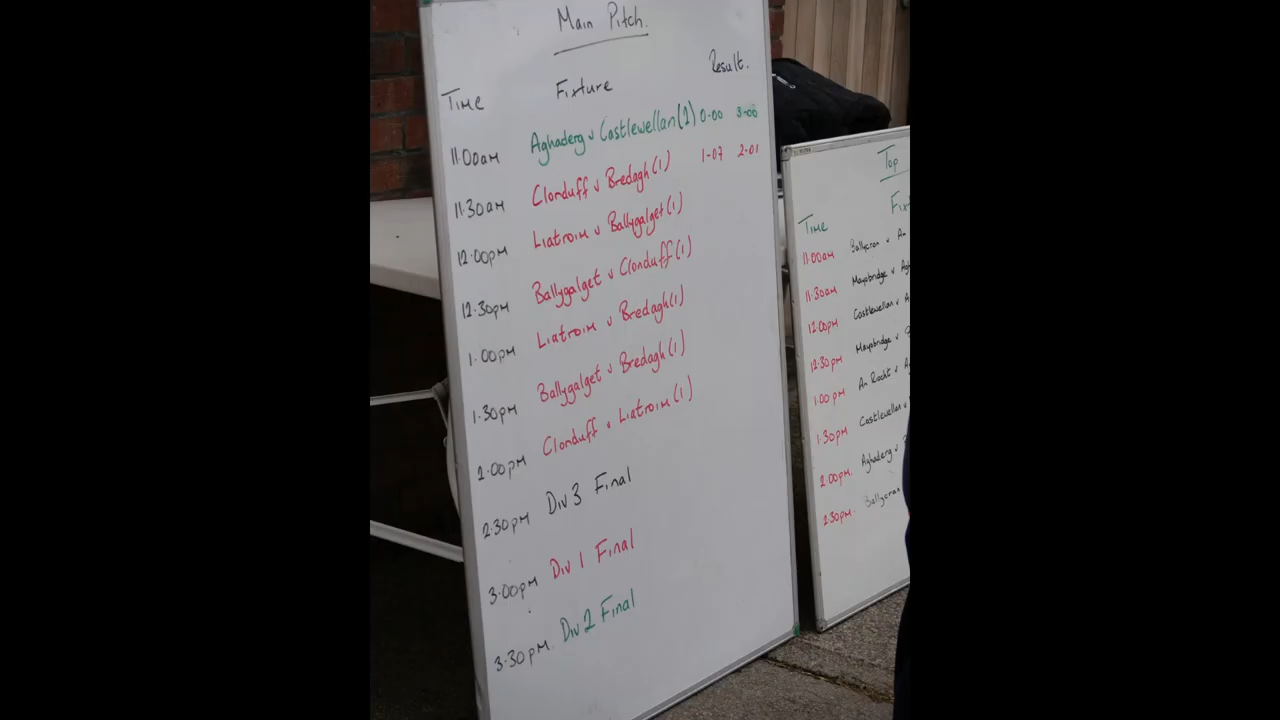 Main Pitch.
Time Fixture Result.
11.00am Aghaderg v Castlewellan (2) 0-00 3-00
11.30am Clonduff v Bredagh (1) 1-07 2-01
12.00pm Liatroim v Ballygalget (1)
12.30pm Ballygalget v Clonduff (1)
1.00pm Liatroim v Bredagh (1)
1.30pm Ballygalget v Bredagh (1)
2.00pm Clonduff v Liatroim (1)
2.30pm Div 3 Final
3.00pm Div 1 Final
3.30pm. Div 2 Final
Top
Time
11.00am Ballycran v An
11.30am Mayobridge v
12.00pm Castlewellan v
12.30pm Mayobridge v
1.00pm An Riocht v
1.30pm Castlewellan v
2.00pm. Aghaderg v
2.30pm. Ballycran